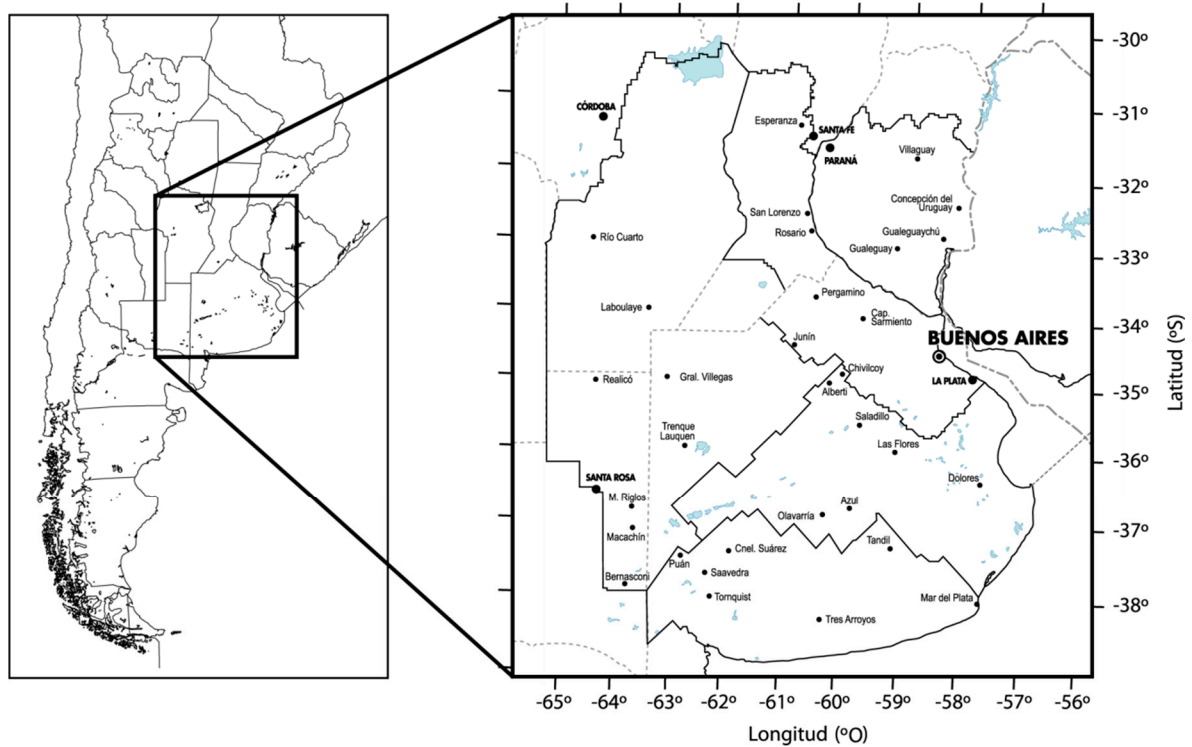 -30º
CÓRDOBA
-31º
Esperanza
SANTA FE
PARANÁ
Villaguay
-32º
Concepción del
Uruguay
San Lorenzo
Rosario
Gualeguaychú
Gualeguay
Río Cuarto
-33º
Pergamino
Laboulaye
Cap.
Sarmiento
-34º
Junín
BUENOS AIRES
Chivilcoy
LA PLATA
Realicó
Gral. Villegas
Alberti
-35º
Saladillo
Trenque
Lauquen
Las Flores
-36º
SANTA ROSA
Dolores
M. Riglos
Azul
Olavarría
-37º
Macachín
Tandil
Cnel. Suárez
Puán
Bernasconi
Saavedra
Tornquist
Mar del Plata
-38º
Tres Arroyos
Latitud (ºS)
-65º
-64º
-63º
-62º
-61º
-60º
-59º
-58º
-57º
-56º
Longitud (ºO)